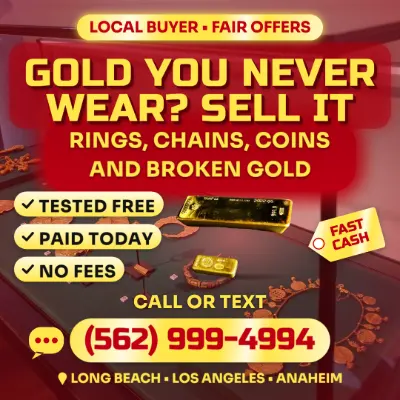 LOCAL BUYER • FAIR OFFERS
GOLD YOU NEVER
WEAR? SELL IT
RINGS, CHAINS, COINS
AND BROKEN GOLD
TESTED FREE
PAID TODAY
NO FEES
FAST
CASH
CALL OR TEXT
(562) 999-4994
LONG BEACH • LOS ANGELES • ANAHEIM